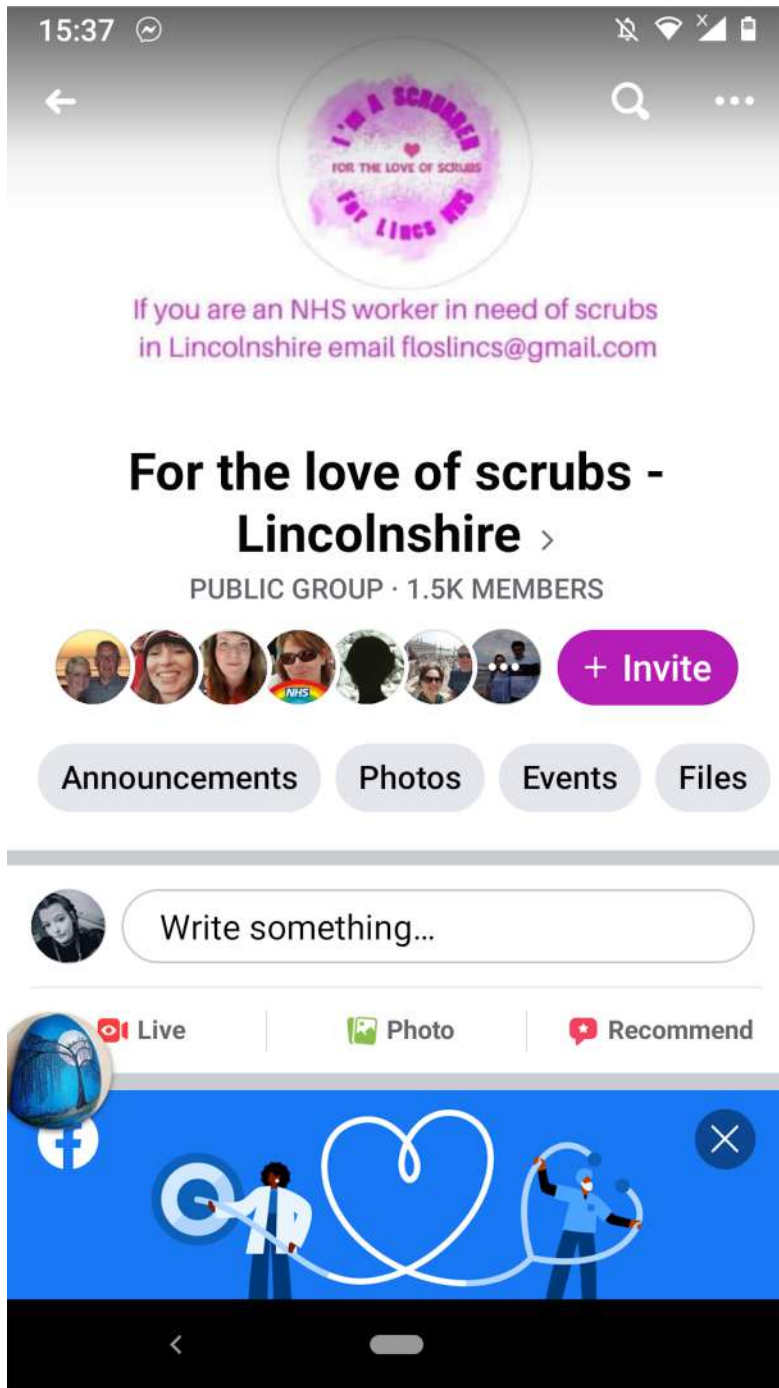 15:37
I'M A SCRUBBER
FOR THE LOVE OF SCRUBS
For Lincs NHS
If you are an NHS worker in need of scrubs
in Lincolnshire email floslincs@gmail.com
For the love of scrubs -
Lincolnshire >
PUBLIC GROUP · 1.5K MEMBERS
NHS
+ Invite
Announcements Photos Events Files
Write something...
Live Photo Recommend